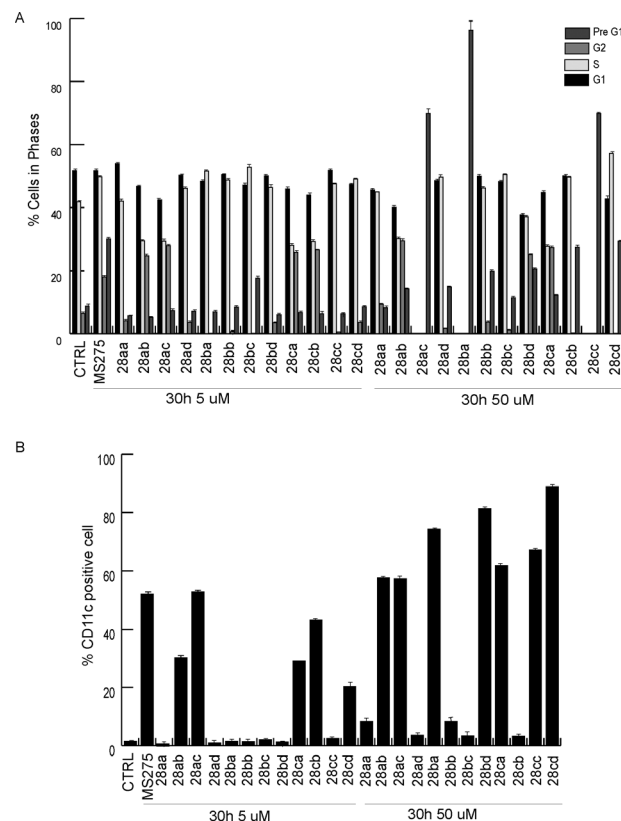 A
100
80
60
40
20
0
% Cells in Phases
Pre G1
G2
S
G1
CTRL
MS275
28aa
28ab
28ac
28ad
28ba
28bb
28bc
28bd
28ca
28cb
28cc
28cd
28aa
28ab
28ac
28ad
28ba
28bb
28bc
28bd
28ca
28cb
28cc
28cd
30h 5 uM
30h 50 uM
B
100
80
60
40
20
0
% CD11c positive cell
CTRL
MS275
28aa
28ab
28ac
28ad
28ba
28bb
28bc
28bd
28ca
28cb
28cc
28cd
28aa
28ab
28ac
28ad
28ba
28bb
28bc
28bd
28ca
28cb
28cc
28cd
30h 5 uM
30h 50 uM